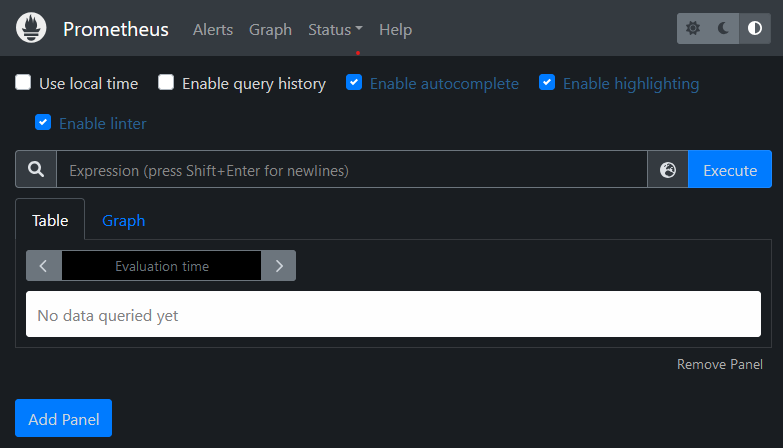 Prometheus Alerts Graph Status Help
Use local time Enable query history Enable autocomplete Enable highlighting
Enable linter
Expression (press Shift+Enter for newlines) Execute
Table Graph
Evaluation time
No data queried yet
Remove Panel
Add Panel